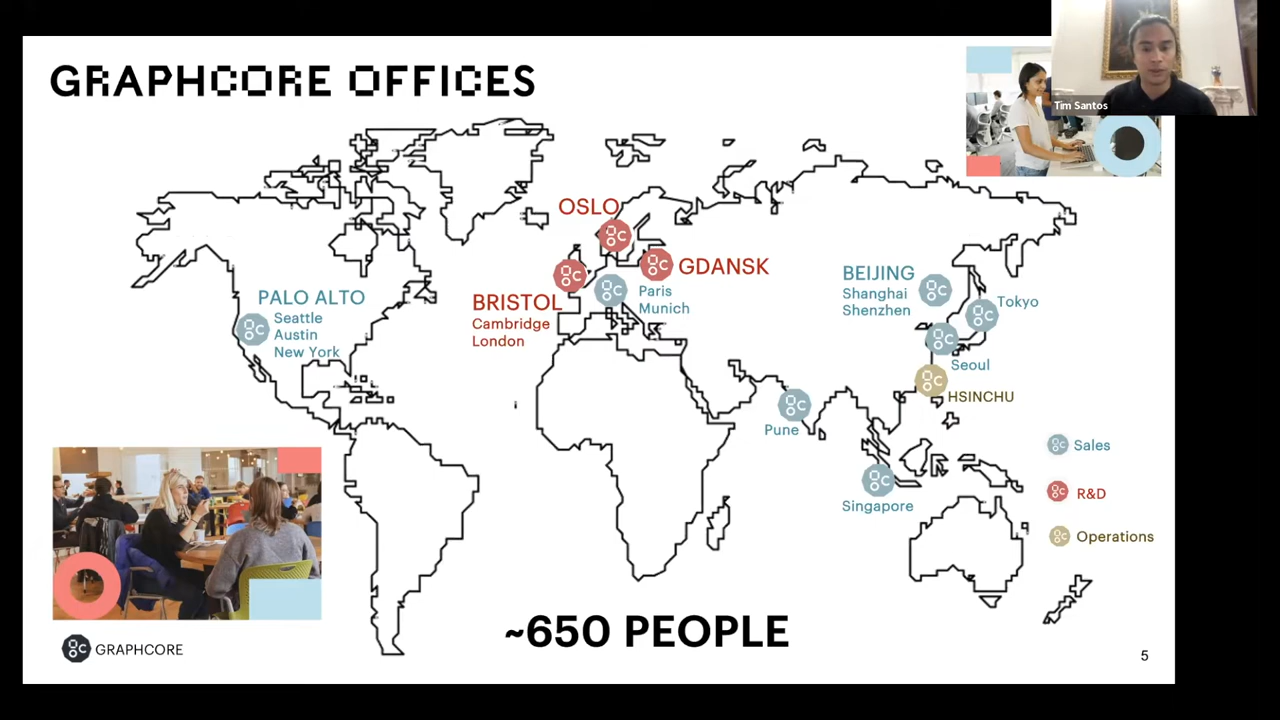 GRAPHCORE OFFICES
Tim Santos
OSLO
GDANSK
BRISTOL
Cambridge
London
Paris
Munich
PALO ALTO
Seattle
Austin
New York
BEIJING
Shanghai
Shenzhen
Tokyo
Seoul
HSINCHU
Pune
Singapore
Sales
R&D
Operations
~650 PEOPLE
GRAPHCORE
5